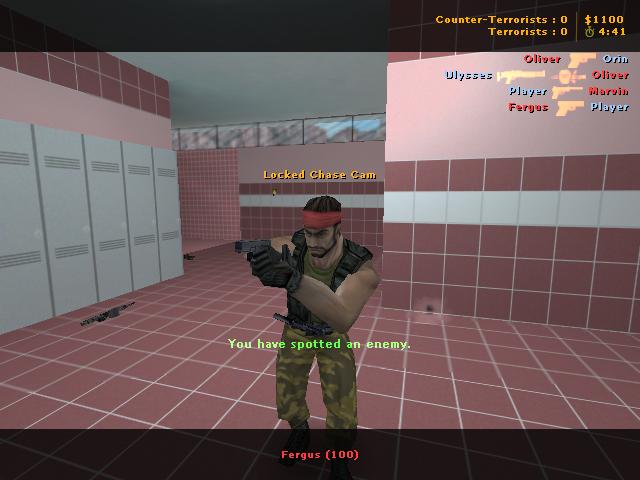 Counter-Terrorists : 0 $1100
Terrorists : 0 4:41
Oliver Orin
Ulysses Oliver
Player Marvin
Fergus Player
Locked Chase Cam
You have spotted an enemy.
Fergus (100)